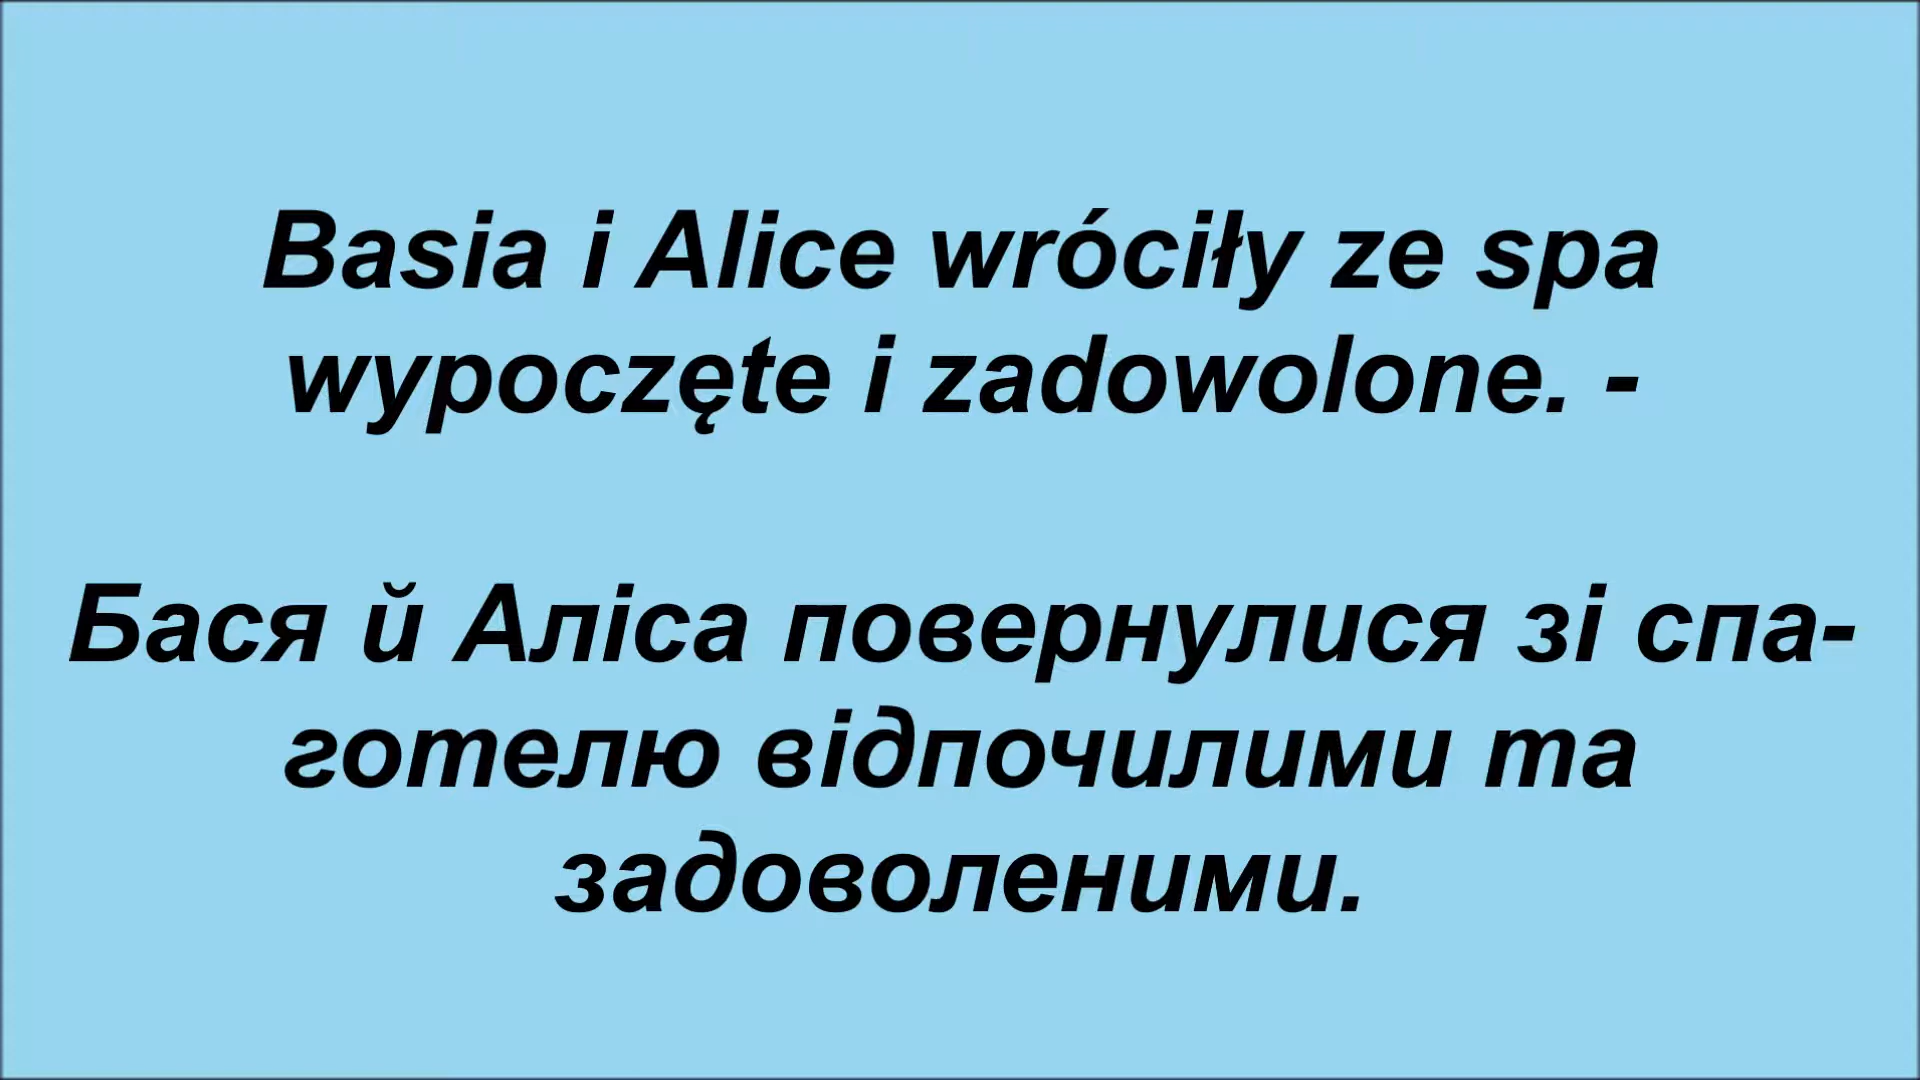 Basia i Alice wróciły ze spa
wypoczęte i zadowolone. -
Бася й Аліса повернулися зі спа-
готелю відпочилими та
задоволеними.